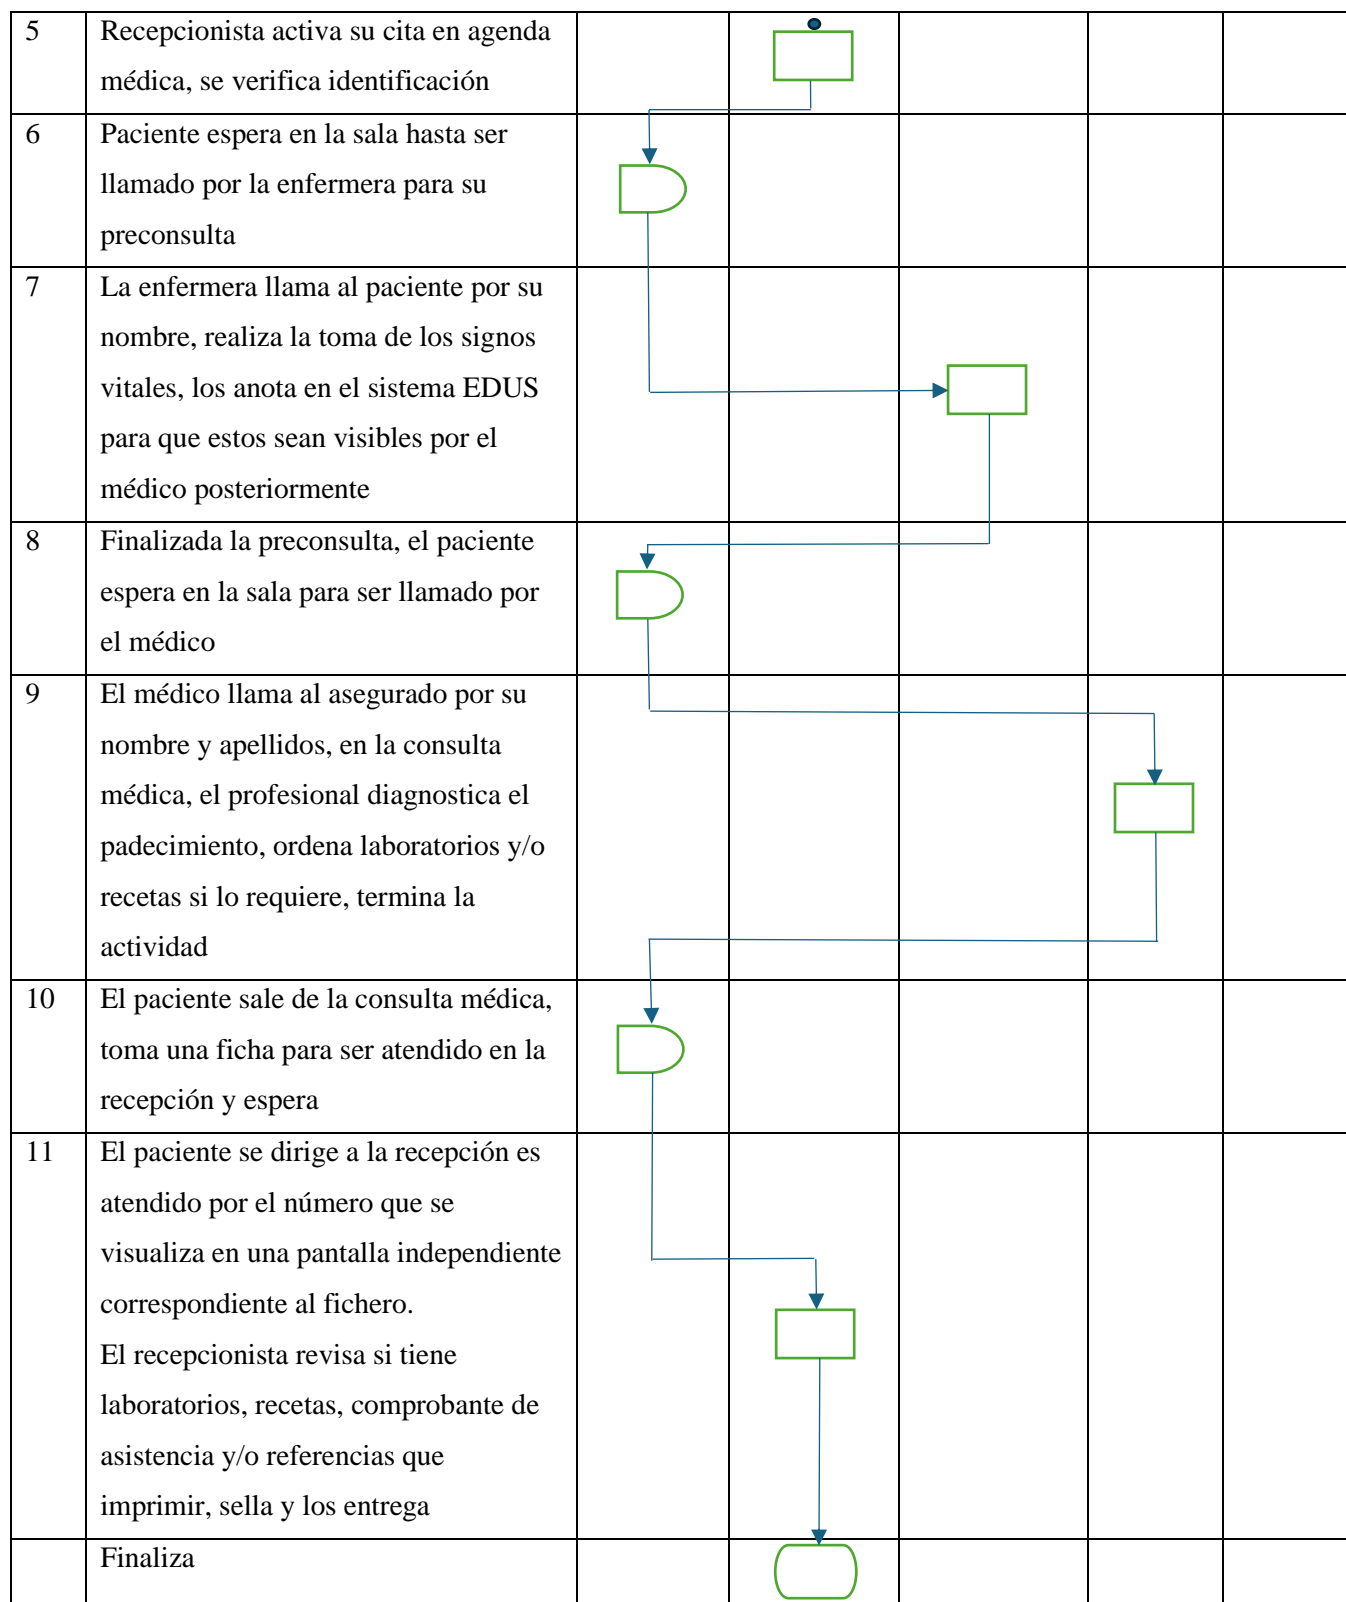 5 Recepcionista activa su cita en agenda
médica, se verifica identificación
6 Paciente espera en la sala hasta ser
llamado por la enfermera para su
preconsulta
7 La enfermera llama al paciente por su
nombre, realiza la toma de los signos
vitales, los anota en el sistema EDUS
para que estos sean visibles por el
médico posteriormente
8 Finalizada la preconsulta, el paciente
espera en la sala para ser llamado por
el médico
9 El médico llama al asegurado por su
nombre y apellidos, en la consulta
médica, el profesional diagnostica el
padecimiento, ordena laboratorios y/o
recetas si lo requiere, termina la
actividad
10 El paciente sale de la consulta médica,
toma una ficha para ser atendido en la
recepción y espera
11 El paciente se dirige a la recepción es
atendido por el número que se
visualiza en una pantalla independiente
correspondiente al fichero.
El recepcionista revisa si tiene
laboratorios, recetas, comprobante de
asistencia y/o referencias que
imprimir, sella y los entrega
Finaliza